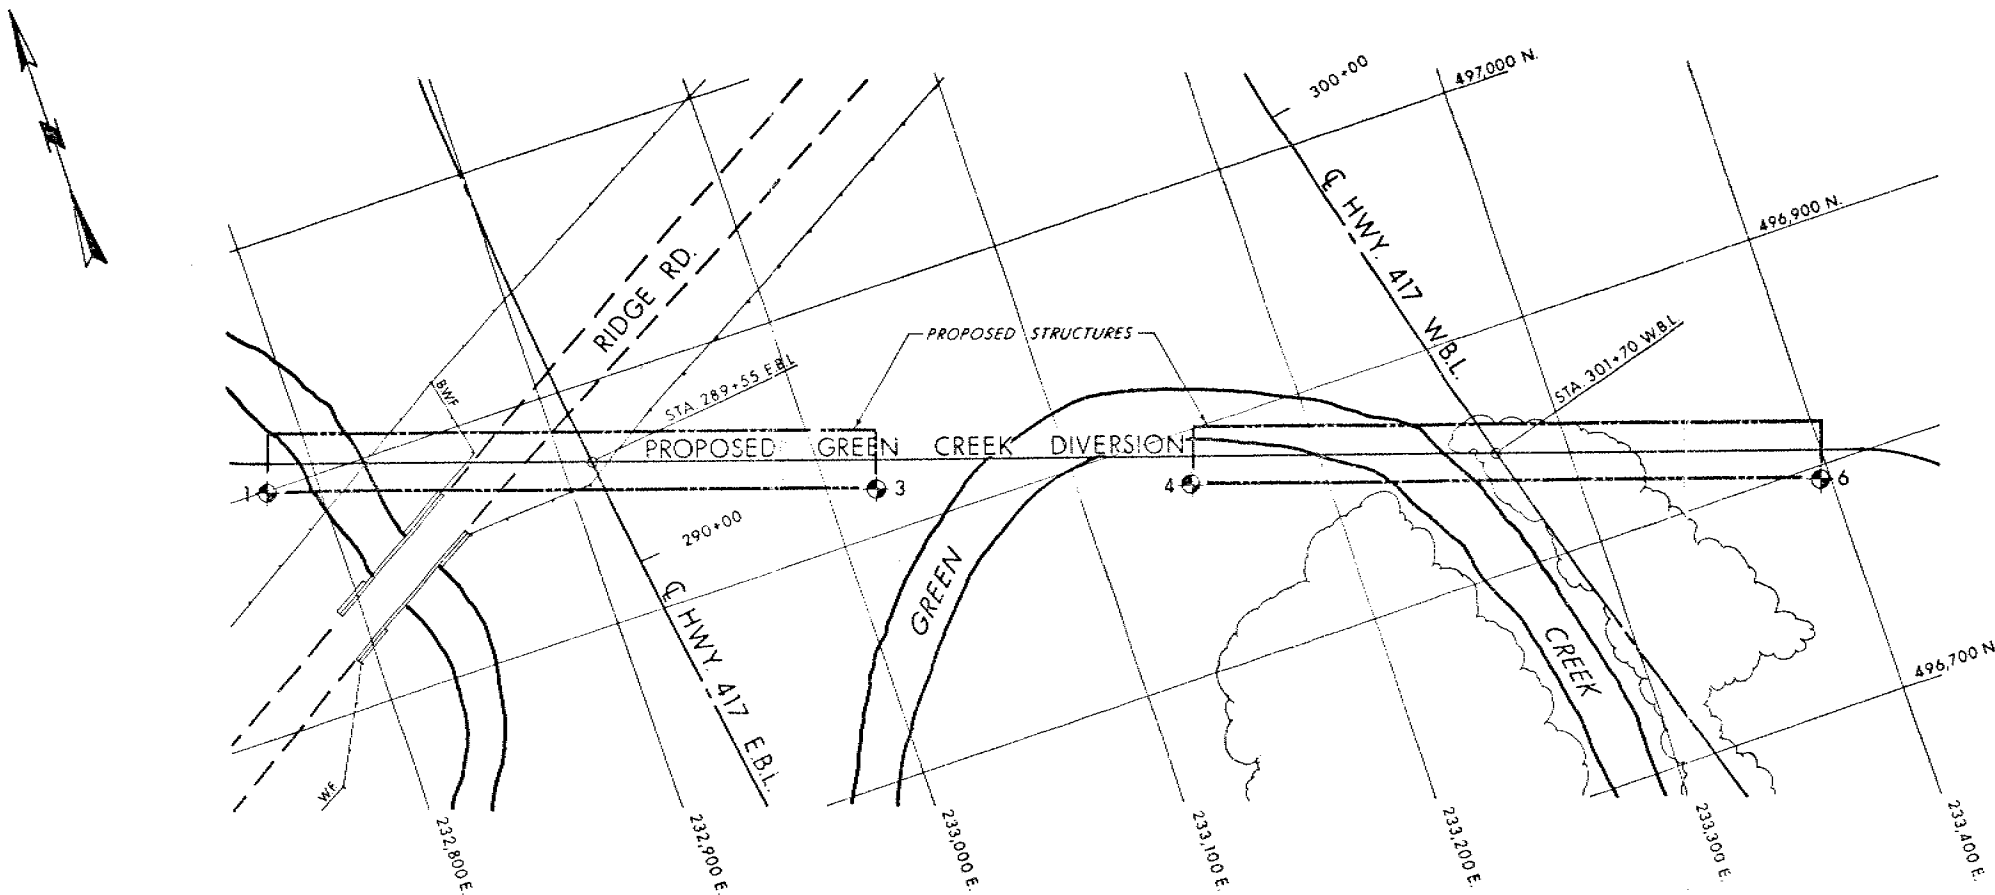 N
300+00
497,000 N.
℄ HWY. 417 W.B.L.
496,900 N.
RIDGE RD.
PROPOSED STRUCTURES
STA. 289+55 E.B.L
STA. 301+70 W.B.L
B.W.F.
PROPOSED GREEN CREEK DIVERSION
1
3
4
6
290+00
℄ HWY. 417 E.B.L.
GREEN
CREEK
496,700 N
W.F.
232,800 E.
232,900 E.
233,000 E.
233,100 E.
233,200 E.
233,300 E.
233,400 E.